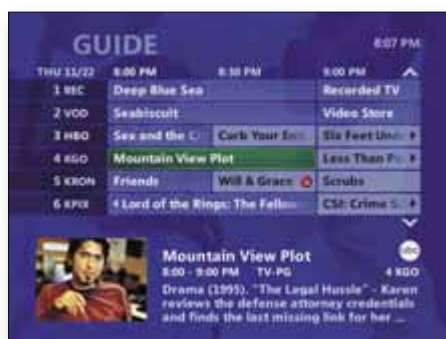 GUIDE 8:07 PM
THU 11/22 8:00 PM 8:30 PM 9:00 PM
1 REC Deep Blue Sea Recorded TV
2 VOD Seabiscuit Video Store
3 HBO Sex and the C Curb Your Ent Six Feet Und
4 KGO Mountain View Plot Less Than P
5 KRON Friends Will & Grace Scrubs
6 KPIX Lord of the Rings: The Fellow CSI: Crime S
abc
Mountain View Plot
8:00 - 9:00 PM TV-PG 4 KGO
Drama (1995). "The Legal Hussle" - Karen
reviews the defense attorney credentials
and finds the last missing link for her ...